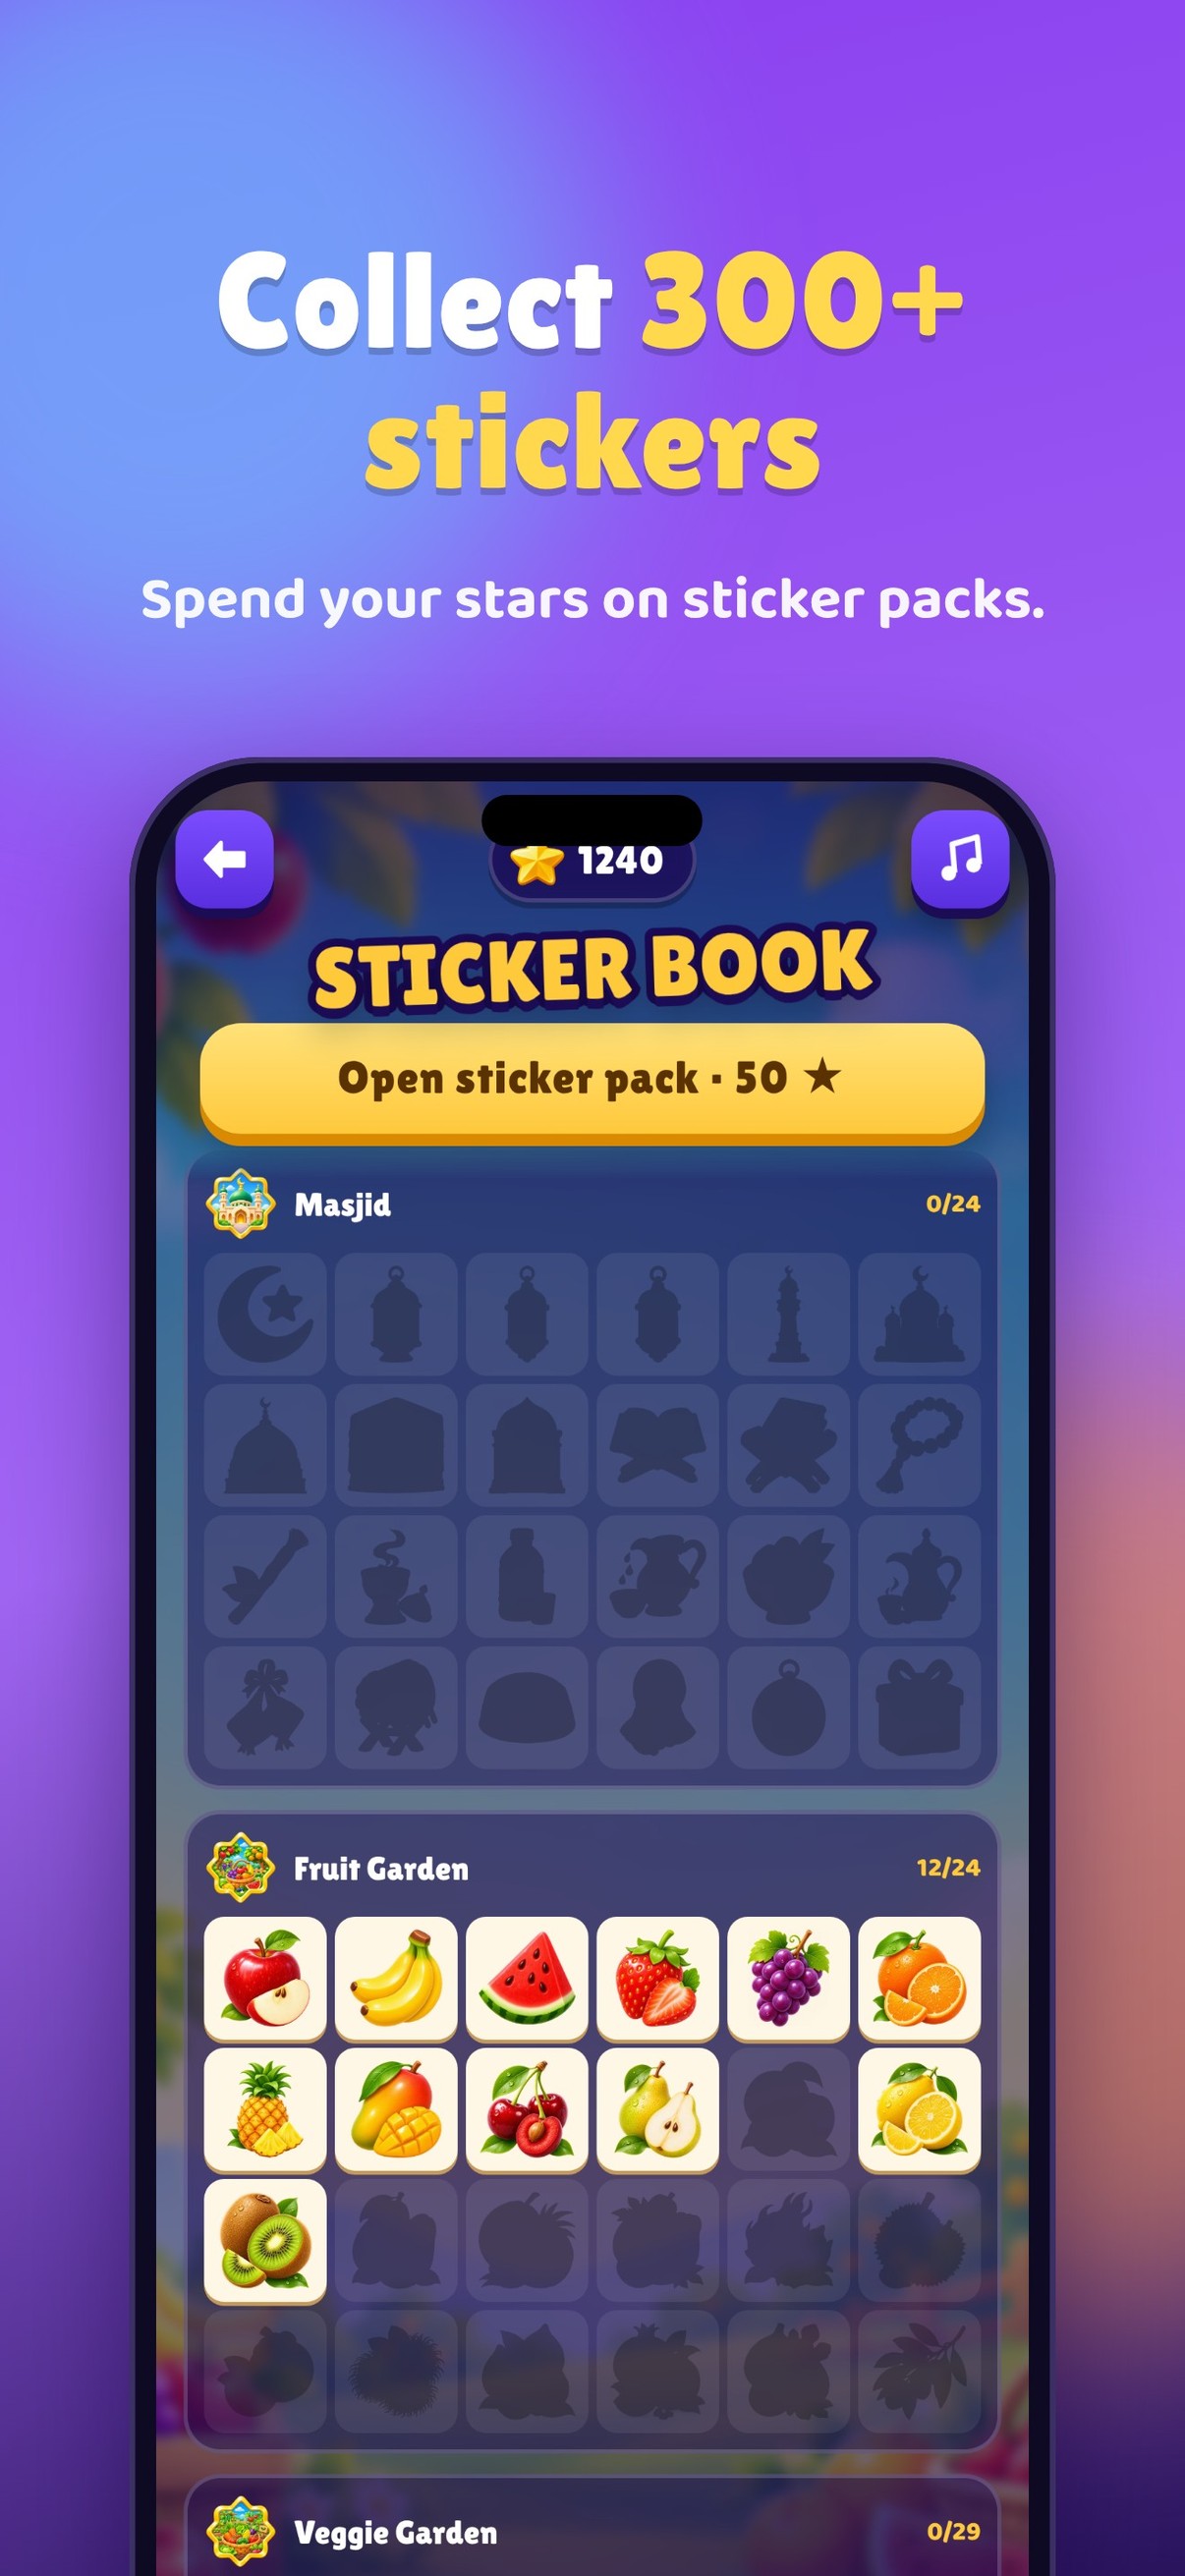 Collect 300+
stickers
Spend your stars on sticker packs.
1240
STICKER BOOK
Open sticker pack · 50 ★
Masjid
0/24
Fruit Garden
12/24
Veggie Garden
0/29